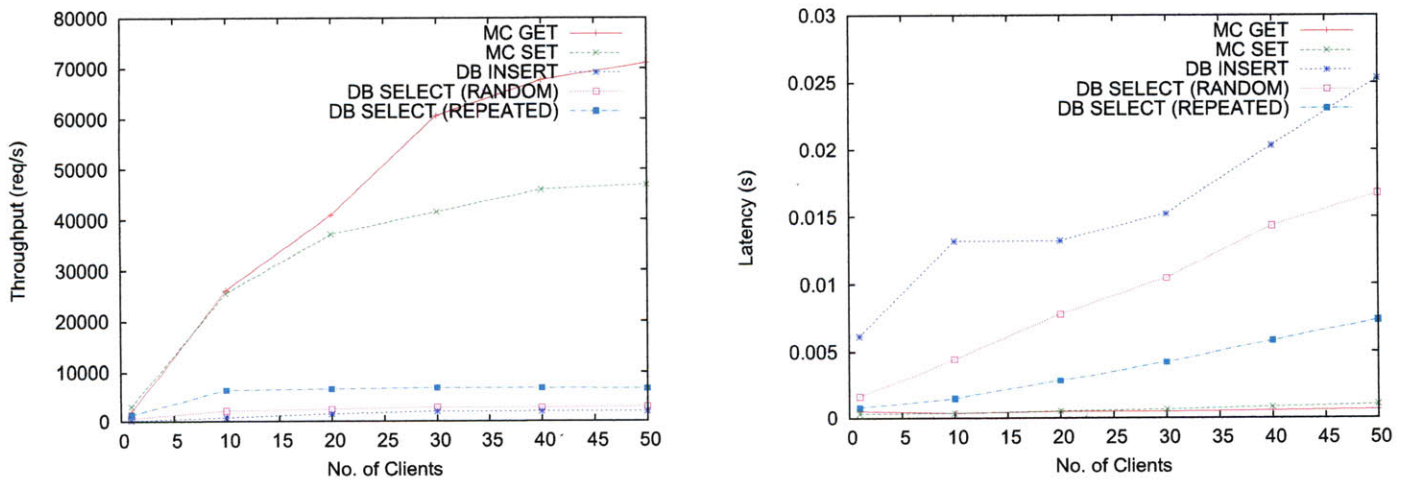 80000
70000
60000
50000
40000
30000
20000
10000
0
Throughput (req/s)
MC GET
MC SET
DB INSERT
DB SELECT (RANDOM)
DB SELECT (REPEATED)
0 5 10 15 20 25 30 35 40 45 50
No. of Clients
0.03
0.025
0.02
0.015
0.01
0.005
0
Latency (s)
MC GET
MC SET
DB INSERT
DB SELECT (RANDOM)
DB SELECT (REPEATED)
0 5 10 15 20 25 30 35 40 45 50
No. of Clients